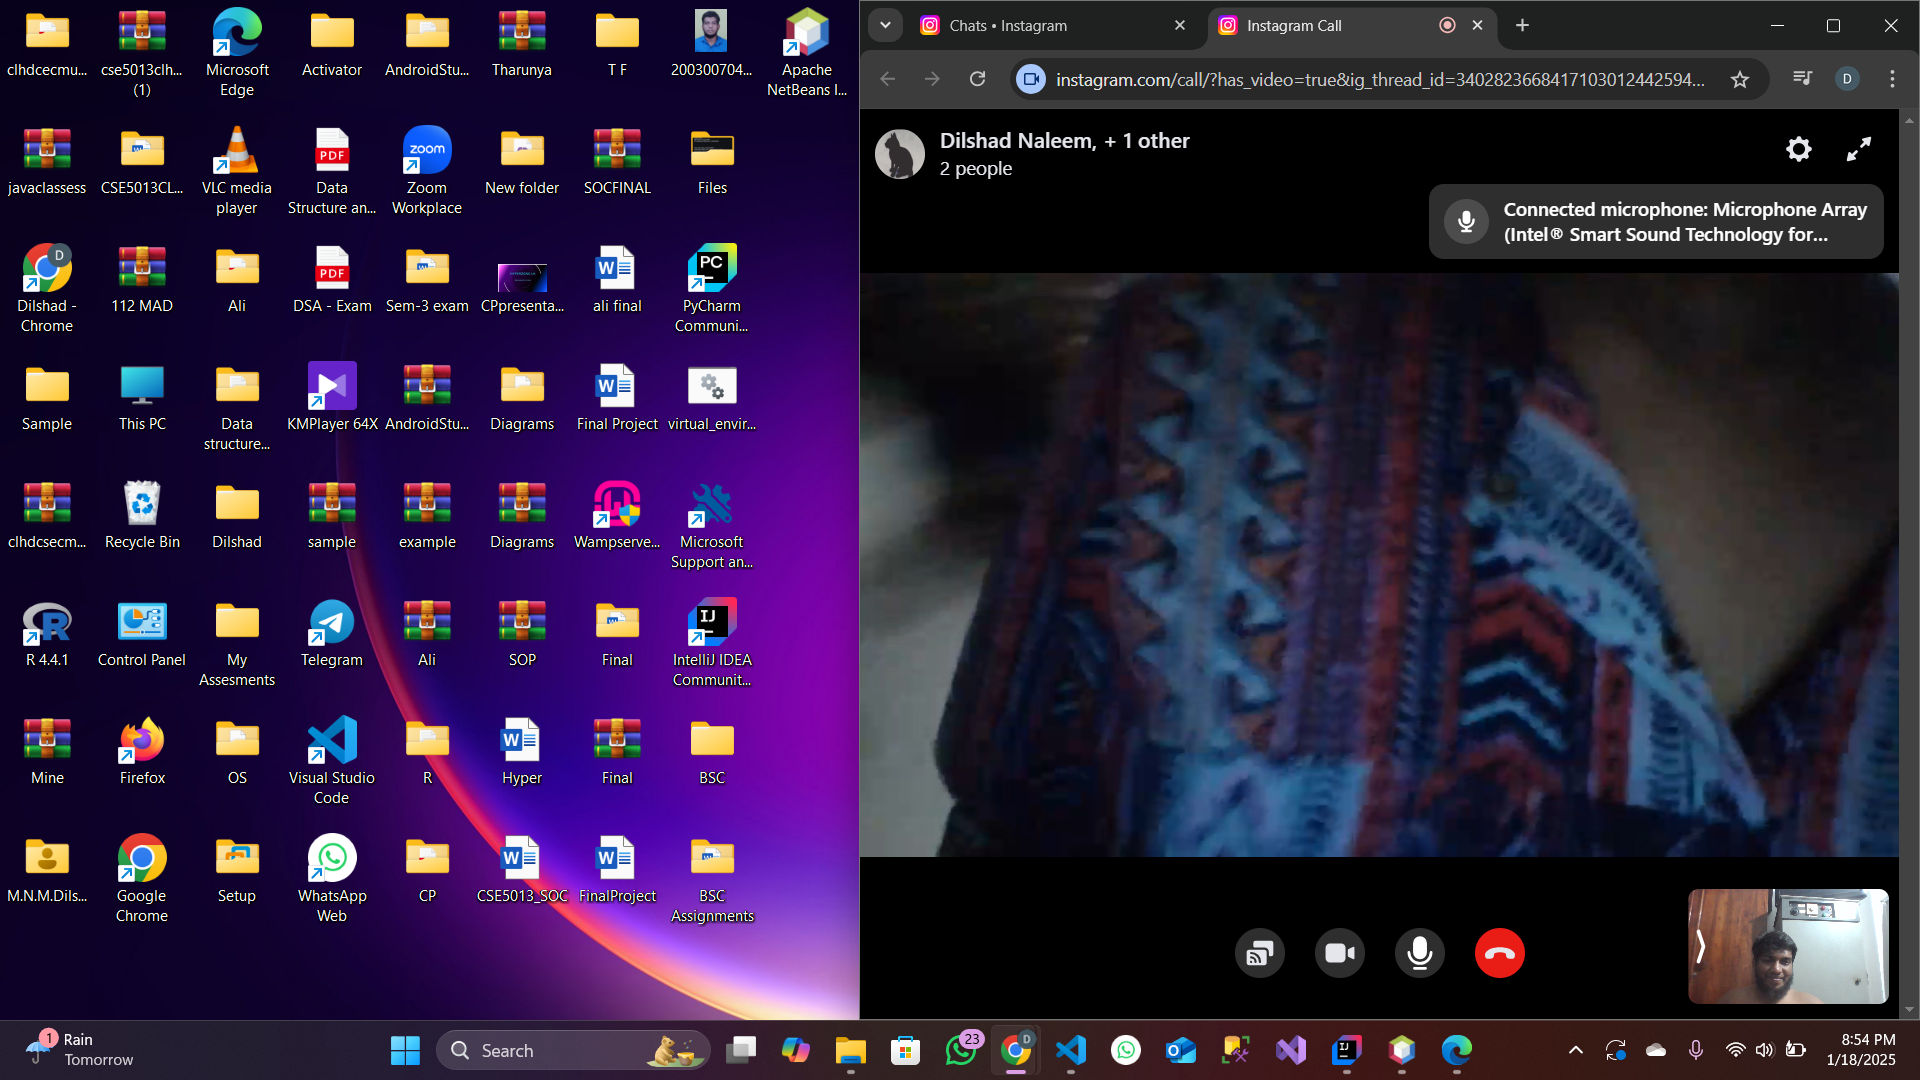 clhdcecmu...
cse5013clh...
(1)
Microsoft
Edge
Activator
AndroidStu...
Tharunya
T F
200300704...
Apache
NetBeans I...
javaclassess
CSE5013CL...
VLC media
player
PDF
Data
Structure an...
zoom
Zoom
Workplace
New folder
SOCFINAL
Files
D
Dilshad -
Chrome
112 MAD
Ali
PDF
DSA - Exam
Sem-3 exam
CPpresenta...
W
ali final
PC
PyCharm
Communi...
Sample
This PC
Data
structure...
KMPlayer 64X
AndroidStu...
Diagrams
W
Final Project
virtual_envir...
clhdcsecm...
Recycle Bin
Dilshad
sample
example
Diagrams
Wampserve...
Microsoft
Support an...
R
R 4.4.1
Control Panel
My
Assesments
Telegram
Ali
SOP
Final
IJ
IntelliJ IDEA
Communit...
Mine
Firefox
OS
Visual Studio
Code
R
W
Hyper
Final
BSC
M.N.M.Dils...
Google
Chrome
Setup
WhatsApp
Web
CP
W
CSE5013_SOC
W
FinalProject
BSC
Assignments
Chats • Instagram
Instagram Call
instagram.com/call/?has_video=true&ig_thread_id=3402823668417103012442594...
D
Dilshad Naleem, + 1 other
2 people
Connected microphone: Microphone Array
(Intel® Smart Sound Technology for...
1
Rain
Tomorrow
Search
23
D
IJ
8:54 PM
1/18/2025